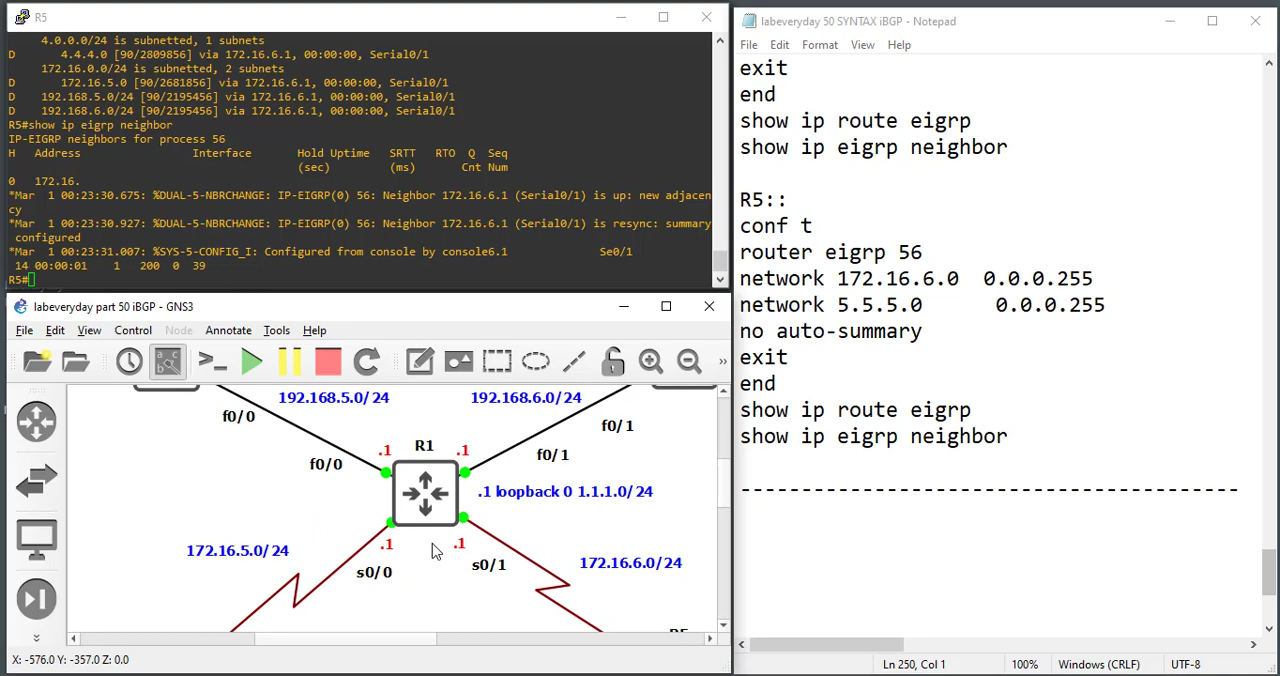 R5
4.0.0.0/24 is subnetted, 1 subnets
D 4.4.4.0 [90/2809856] via 172.16.6.1, 00:00:00, Serial0/1
172.16.0.0/24 is subnetted, 2 subnets
D 172.16.5.0 [90/2681856] via 172.16.6.1, 00:00:00, Serial0/1
D 192.168.5.0/24 [90/2195456] via 172.16.6.1, 00:00:00, Serial0/1
D 192.168.6.0/24 [90/2195456] via 172.16.6.1, 00:00:00, Serial0/1
R5#show ip eigrp neighbor
IP-EIGRP neighbors for process 56
H Address Interface Hold Uptime SRTT RTO Q Seq
(sec) (ms) Cnt Num
0 172.16.
*Mar 1 00:23:30.675: %DUAL-5-NBRCHANGE: IP-EIGRP(0) 56: Neighbor 172.16.6.1 (Serial0/1) is up: new adjacen
cy
*Mar 1 00:23:30.927: %DUAL-5-NBRCHANGE: IP-EIGRP(0) 56: Neighbor 172.16.6.1 (Serial0/1) is resync: summary
configured
*Mar 1 00:23:31.007: %SYS-5-CONFIG_I: Configured from console by console6.1 Se0/1
14 00:00:01 1 200 0 39
R5#
labeveryday part 50 iBGP - GNS3
File Edit View Control Node Annotate Tools Help
abc
192.168.5.0/24 192.168.6.0/24
f0/0 f0/1
.1 R1 .1
f0/0 f0/1
.1 loopback 0 1.1.1.0/24
172.16.5.0/24 .1 .1
s0/0 s0/1 172.16.6.0/24
X: -576.0 Y: -357.0 Z: 0.0
labeveryday 50 SYNTAX iBGP - Notepad
File Edit Format View Help
exit
end
show ip route eigrp
show ip eigrp neighbor
R5::
conf t
router eigrp 56
network 172.16.6.0 0.0.0.255
network 5.5.5.0 0.0.0.255
no auto-summary
exit
end
show ip route eigrp
show ip eigrp neighbor
-----------------------------------------
Ln 250, Col 1 100% Windows (CRLF) UTF-8